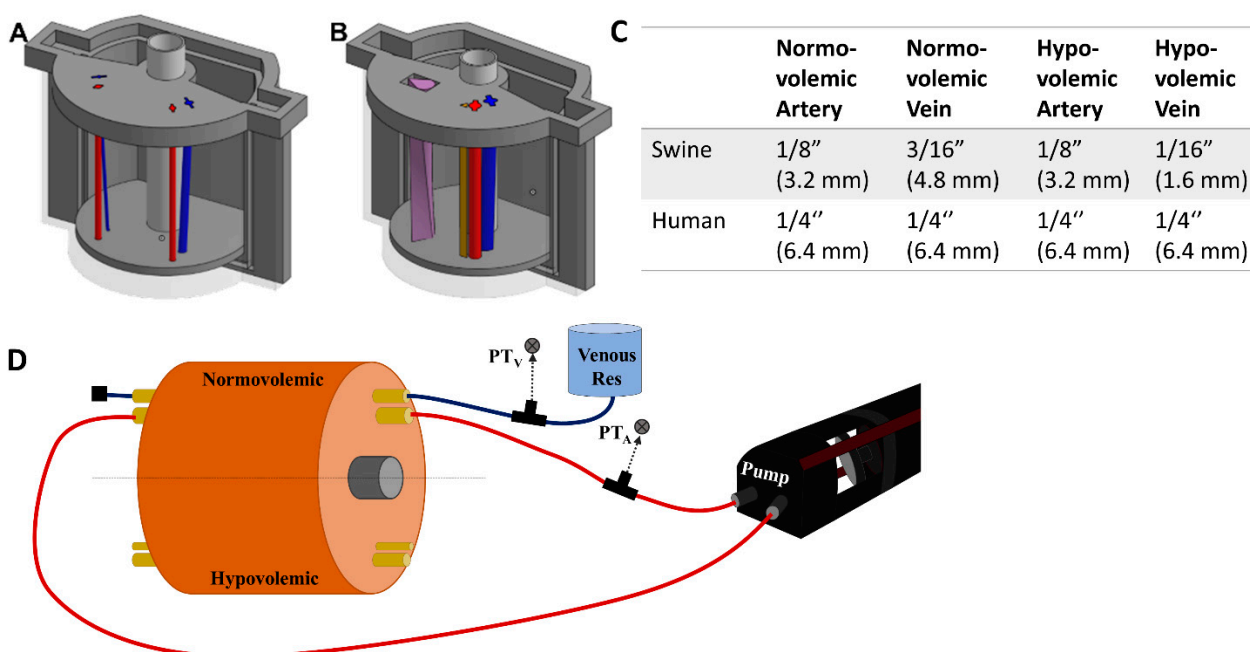 A
B
C
Normo-
volemic
Artery
Normo-
volemic
Vein
Hypo-
volemic
Artery
Hypo-
volemic
Vein
Swine
1/8”
(3.2 mm)
3/16”
(4.8 mm)
1/8”
(3.2 mm)
1/16”
(1.6 mm)
Human
1/4‘’
(6.4 mm)
1/4‘’
(6.4 mm)
1/4‘’
(6.4 mm)
1/4‘’
(6.4 mm)
D
Normovolemic
Hypovolemic
PTV
Venous
Res
PTA
Pump